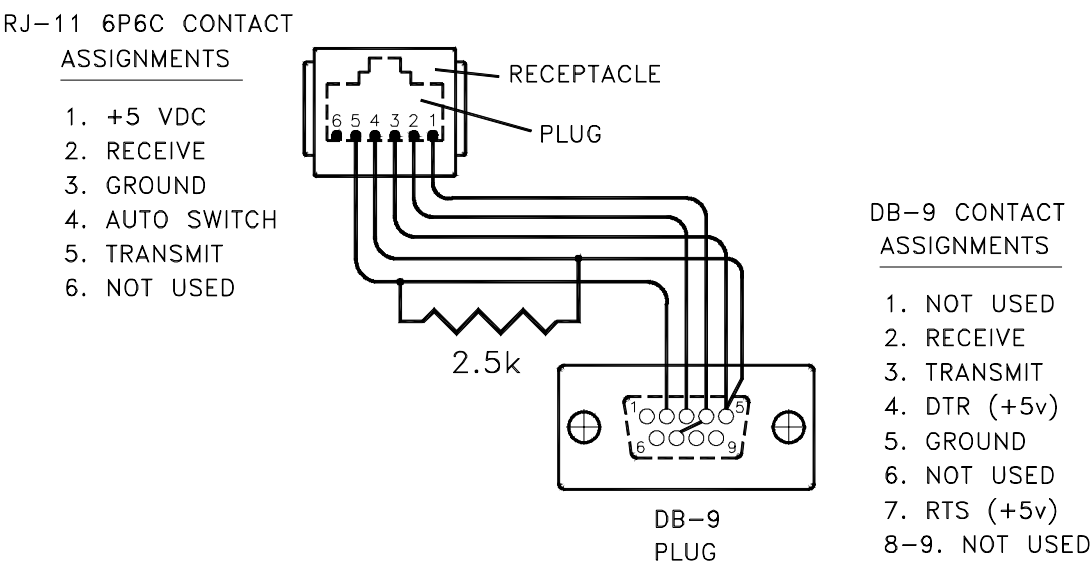 RJ-11 6P6C CONTACT
ASSIGNMENTS
1. +5 VDC
2. RECEIVE
3. GROUND
4. AUTO SWITCH
5. TRANSMIT
6. NOT USED
RECEPTACLE
PLUG
6 5 4 3 2 1
2.5k
1 5
6 9
DB-9
PLUG
DB-9 CONTACT
ASSIGNMENTS
1. NOT USED
2. RECEIVE
3. TRANSMIT
4. DTR (+5v)
5. GROUND
6. NOT USED
7. RTS (+5v)
8-9. NOT USED